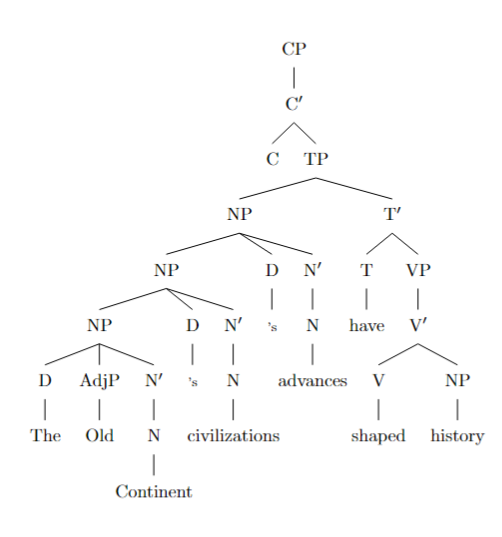 CP
C′
C TP
NP T′
NP D N′ T VP
NP D N′ 's N have V′
D AdjP N′ 's N advances V NP
The Old N civilizations shaped history
Continent